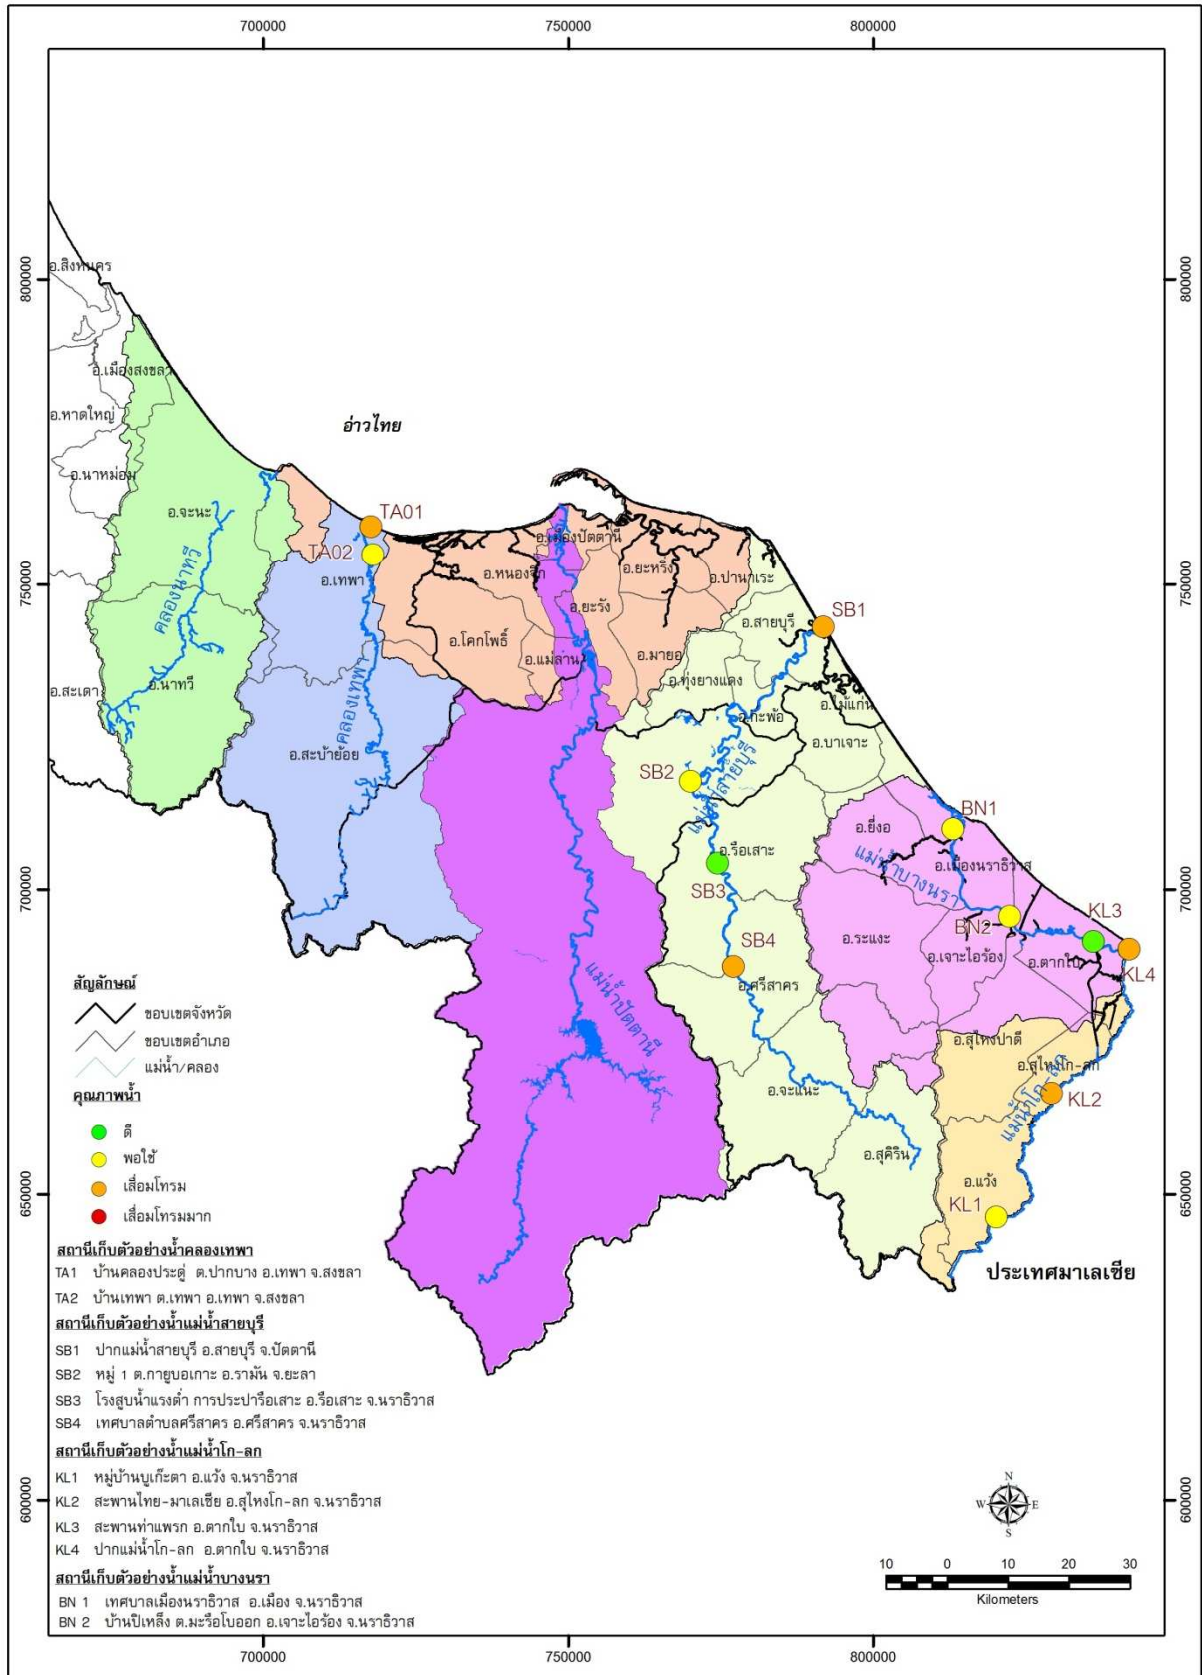 700000 750000 800000
800000
800000
อ.สิงหนคร
อ.เมืองสงขลา
อ.หาดใหญ่
อ.นาหม่อม
อ่าวไทย
อ.จะนะ
TA01
TA02
อ.เทพา
คลองนาทวี
750000
750000
อ.เมืองปัตตานี
อ.หนองจิก
อ.ยะหริ่ง
อ.ปานาเระ
อ.ยะรัง
อ.สายบุรี
SB1
อ.โคกโพธิ์
อ.แม่ลาน
อ.มายอ
อ.ทุ่งยางแดง
อ.สะเดา
อ.นาทวี
คลองเทพา
อ.ไม้แก่น
อ.กะพ้อ
อ.สะบ้าย้อย
อ.บาเจาะ
SB2
แม่น้ำสายบุรี
BN1
อ.ยี่งอ
อ.รือเสาะ
อ.เมืองนราธิวาส
แม่น้ำบางนรา
SB3
700000
700000
KL3
BN2
SB4
อ.ระแงะ
อ.เจาะไอร้อง
อ.ตากใบ
KL4
อ.ศรีสาคร
แม่น้ำปัตตานี
อ.สุไหงปาดี
อ.สุไหงโก-ลก
อ.จะแนะ
KL2
แม่น้ำโก-ลก
อ.สุคิริน
อ.แว้ง
KL1
650000
650000
ประเทศมาเลเซีย
สัญลักษณ์
ขอบเขตจังหวัด
ขอบเขตอำเภอ
แม่น้ำ/คลอง
คุณภาพน้ำ
ดี
พอใช้
เสื่อมโทรม
เสื่อมโทรมมาก
สถานีเก็บตัวอย่างน้ำคลองเทพา
TA1 บ้านคลองประดู่ ต.ปากบาง อ.เทพา จ.สงขลา
TA2 บ้านเทพา ต.เทพา อ.เทพา จ.สงขลา
สถานีเก็บตัวอย่างน้ำแม่น้ำสายบุรี
SB1 ปากแม่น้ำสายบุรี อ.สายบุรี จ.ปัตตานี
SB2 หมู่ 1 ต.กายูบอเกาะ อ.รามัน จ.ยะลา
SB3 โรงสูบน้ำแรงต่ำ การประปารือเสาะ อ.รือเสาะ จ.นราธิวาส
SB4 เทศบาลตำบลศรีสาคร อ.ศรีสาคร จ.นราธิวาส
สถานีเก็บตัวอย่างน้ำแม่น้ำโก-ลก
KL1 หมู่บ้านบูเก๊ะตา อ.แว้ง จ.นราธิวาส
KL2 สะพานไทย-มาเลเซีย อ.สุไหงโก-ลก จ.นราธิวาส
KL3 สะพานท่าแพรก อ.ตากใบ จ.นราธิวาส
KL4 ปากแม่น้ำโก-ลก อ.ตากใบ จ.นราธิวาส
สถานีเก็บตัวอย่างน้ำแม่น้ำบางนรา
BN 1 เทศบาลเมืองนราธิวาส อ.เมือง จ.นราธิวาส
BN 2 บ้านปิเหล็ง ต.มะรือโบออก อ.เจาะไอร้อง จ.นราธิวาส
600000
600000
N
W E
S
10 0 10 20 30
Kilometers
700000 750000 800000